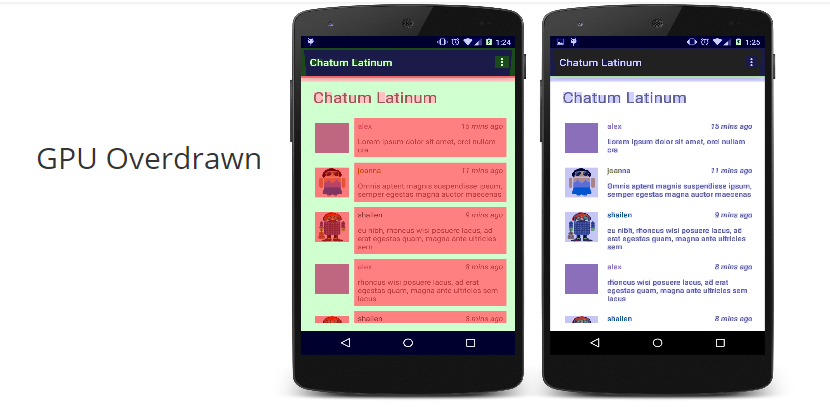 GPU Overdrawn
1:24
Chatum Latinum
Chatum Latinum
alex 15 mins ago
Lorem ipsum dolor sit amet, orci nullam
cra
joanna 11 mins ago
Omnis aptent magnis suspendisse ipsum,
semper egestas magna auctor maecenas
shailen 9 mins ago
eu nibh, rhoncus wisi posuere lacus, ad
erat egestas quam, magna ante ultricies
sem
alex 8 mins ago
rhoncus wisi posuere lacus, ad erat
egestas quam, magna ante ultricies sem
lacus
shailen 8 mins ago
1:25
Chatum Latinum
Chatum Latinum
alex 15 mins ago
Lorem ipsum dolor sit amet, orci nullam
cra
joanna 11 mins ago
Omnis aptent magnis suspendisse ipsum,
semper egestas magna auctor maecenas
shailen 9 mins ago
eu nibh, rhoncus wisi posuere lacus, ad
erat egestas quam, magna ante ultricies
sem
alex 8 mins ago
rhoncus wisi posuere lacus, ad erat
egestas quam, magna ante ultricies sem
lacus
shailen 8 mins ago